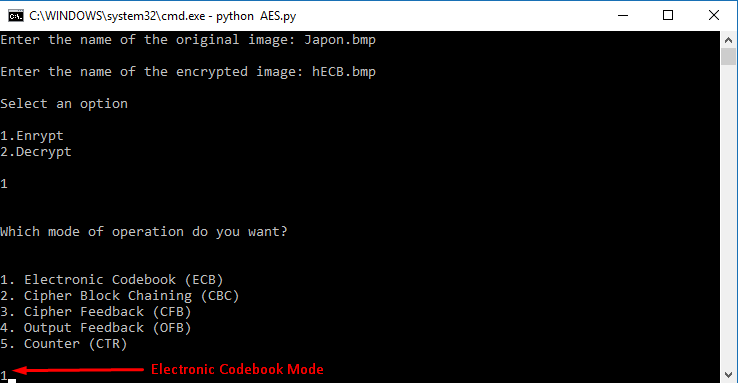 C:\WINDOWS\system32\cmd.exe - python AES.py
Enter the name of the original image: Japon.bmp
Enter the name of the encrypted image: hECB.bmp
Select an option
1.Enrypt
2.Decrypt
1
Which mode of operation do you want?
1. Electronic Codebook (ECB)
2. Cipher Block Chaining (CBC)
3. Cipher Feedback (CFB)
4. Output Feedback (OFB)
5. Counter (CTR)
1 Electronic Codebook Mode